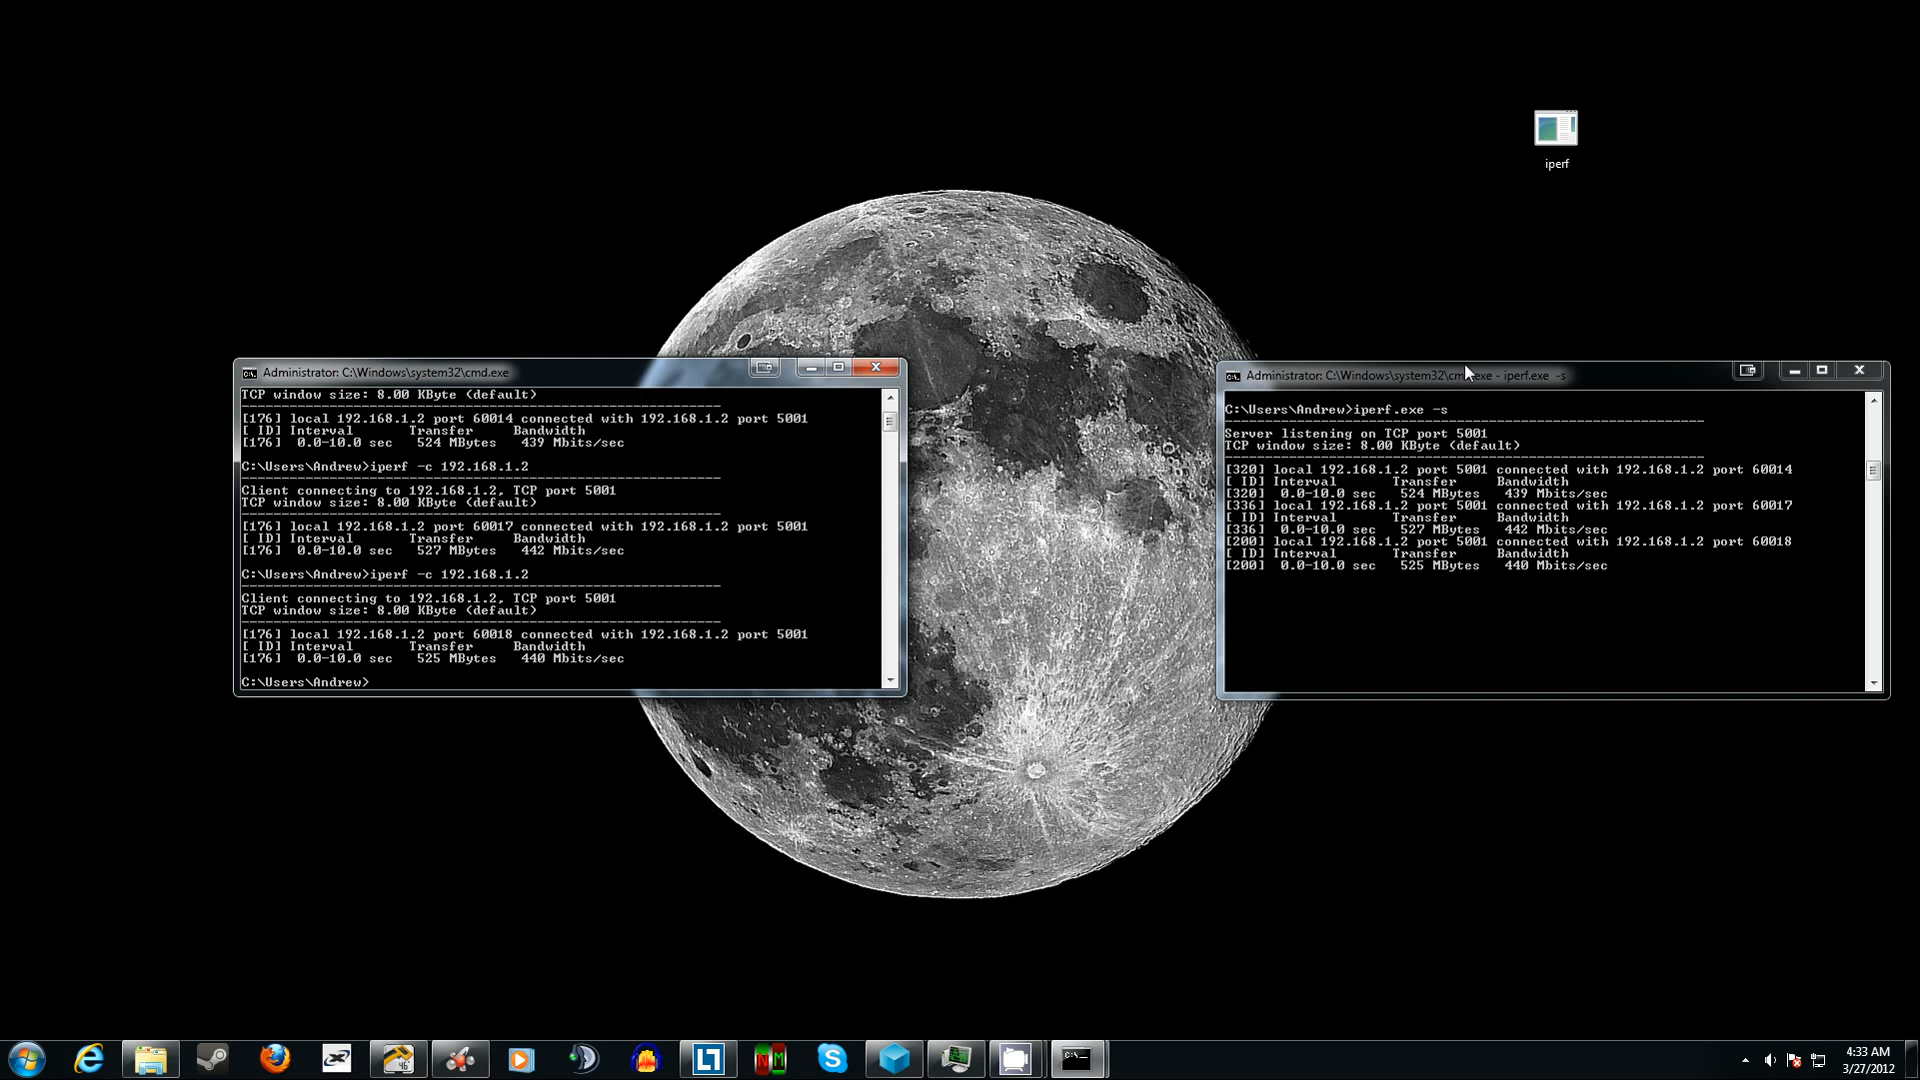 iperf
Administrator: C:\Windows\system32\cmd.exe
TCP window size: 8.00 KByte (default)
------------------------------------------------------------
[176] local 192.168.1.2 port 60014 connected with 192.168.1.2 port 5001
[ ID] Interval       Transfer     Bandwidth
[176]  0.0-10.0 sec   524 MBytes   439 Mbits/sec
C:\Users\Andrew>iperf -c 192.168.1.2
------------------------------------------------------------
Client connecting to 192.168.1.2, TCP port 5001
TCP window size: 8.00 KByte (default)
------------------------------------------------------------
[176] local 192.168.1.2 port 60017 connected with 192.168.1.2 port 5001
[ ID] Interval       Transfer     Bandwidth
[176]  0.0-10.0 sec   527 MBytes   442 Mbits/sec
C:\Users\Andrew>iperf -c 192.168.1.2
------------------------------------------------------------
Client connecting to 192.168.1.2, TCP port 5001
TCP window size: 8.00 KByte (default)
------------------------------------------------------------
[176] local 192.168.1.2 port 60018 connected with 192.168.1.2 port 5001
[ ID] Interval       Transfer     Bandwidth
[176]  0.0-10.0 sec   525 MBytes   440 Mbits/sec
C:\Users\Andrew>
Administrator: C:\Windows\system32\cmd.exe - iperf.exe -s
C:\Users\Andrew>iperf.exe -s
------------------------------------------------------------
Server listening on TCP port 5001
TCP window size: 8.00 KByte (default)
------------------------------------------------------------
[320] local 192.168.1.2 port 5001 connected with 192.168.1.2 port 60014
[ ID] Interval       Transfer     Bandwidth
[320]  0.0-10.0 sec   524 MBytes   439 Mbits/sec
[336] local 192.168.1.2 port 5001 connected with 192.168.1.2 port 60017
[ ID] Interval       Transfer     Bandwidth
[336]  0.0-10.0 sec   527 MBytes   442 Mbits/sec
[200] local 192.168.1.2 port 5001 connected with 192.168.1.2 port 60018
[ ID] Interval       Transfer     Bandwidth
[200]  0.0-10.0 sec   525 MBytes   440 Mbits/sec
4:33 AM
3/27/2012